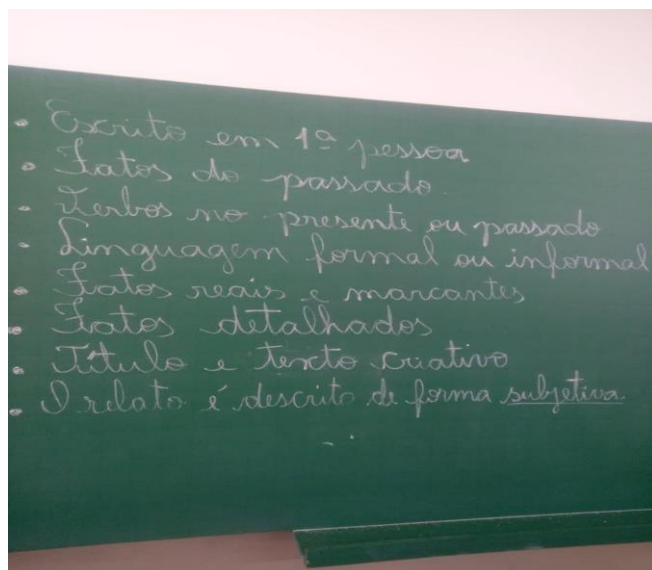 • Escrito em 1º pessoa
• Fatos do passado.
• Verbos no presente ou passado
• Linguagem formal ou informal
• Fatos reais e marcantes
• Fatos detalhados
• Título e texto criativo
• O relato é descrito de forma subjetiva.